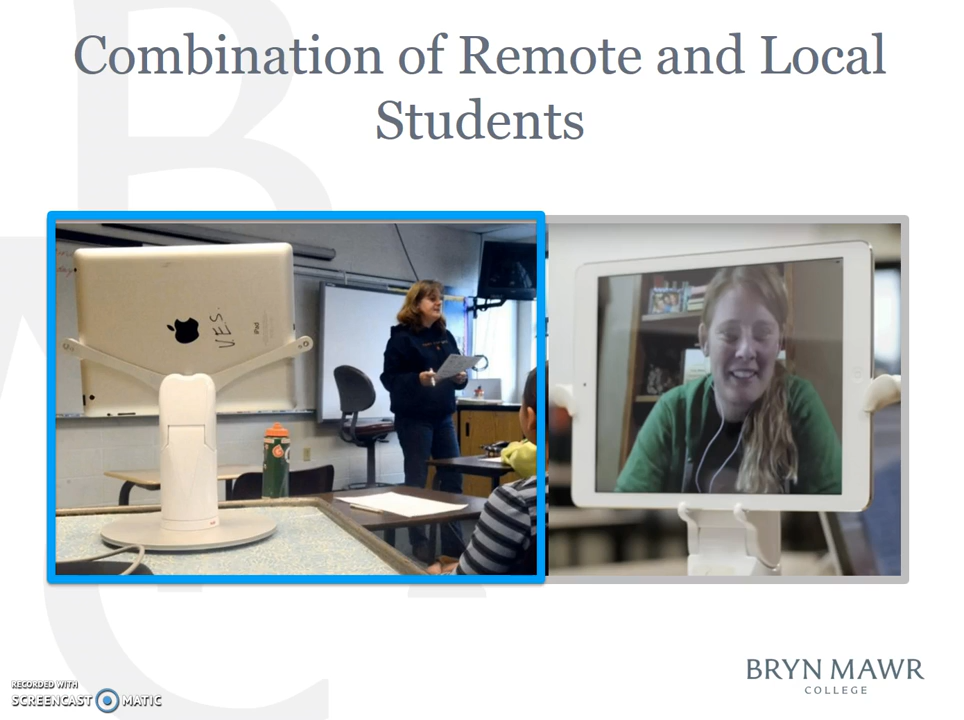 Combination of Remote and Local
Students
VES.
iPad
BRYN MAWR
COLLEGE
RECORDED WITH
SCREENCAST MATIC